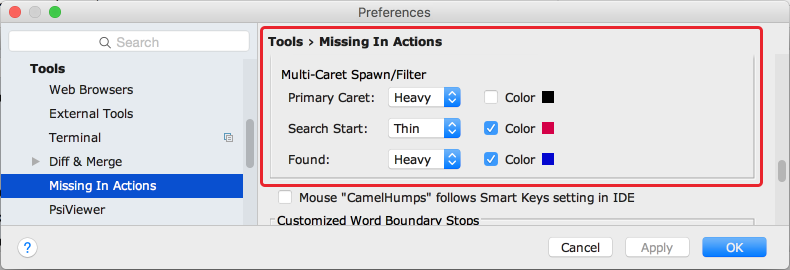 Preferences
Search
Tools
Web Browsers
External Tools
Terminal
Diff & Merge
Missing In Actions
PsiViewer
Tools › Missing In Actions
Multi-Caret Spawn/Filter
Primary Caret: Heavy Color
Search Start: Thin Color
Found: Heavy Color
Mouse "CamelHumps" follows Smart Keys setting in IDE
Customized Word Boundary Stops
? Cancel Apply OK